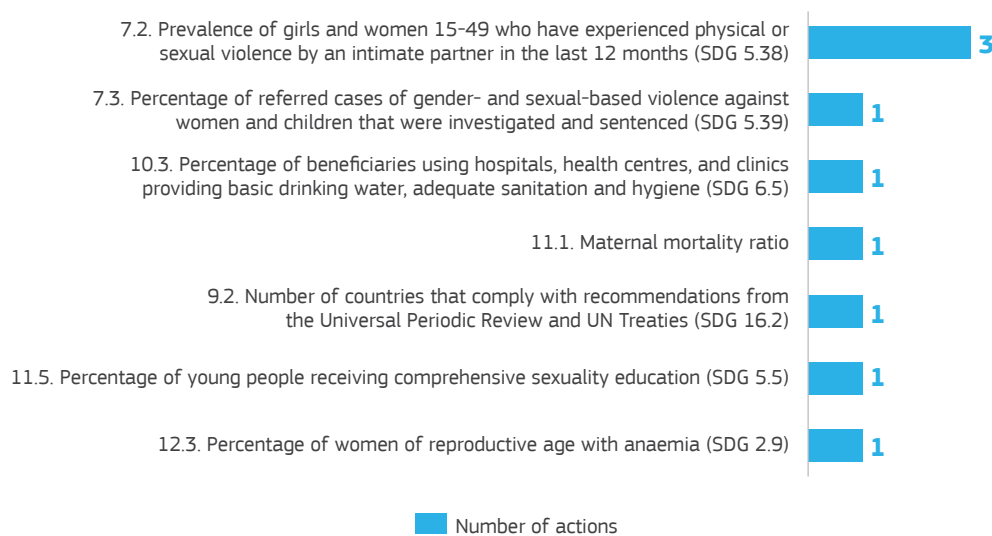 7.2. Prevalence of girls and women 15-49 who have experienced physical or
sexual violence by an intimate partner in the last 12 months (SDG 5.38)
3
7.3. Percentage of referred cases of gender- and sexual-based violence against
women and children that were investigated and sentenced (SDG 5.39)
1
10.3. Percentage of beneficiaries using hospitals, health centres, and clinics
providing basic drinking water, adequate sanitation and hygiene (SDG 6.5)
1
11.1. Maternal mortality ratio
1
9.2. Number of countries that comply with recommendations from
the Universal Periodic Review and UN Treaties (SDG 16.2)
1
11.5. Percentage of young people receiving comprehensive sexuality education (SDG 5.5)
1
12.3. Percentage of women of reproductive age with anaemia (SDG 2.9)
1
Number of actions